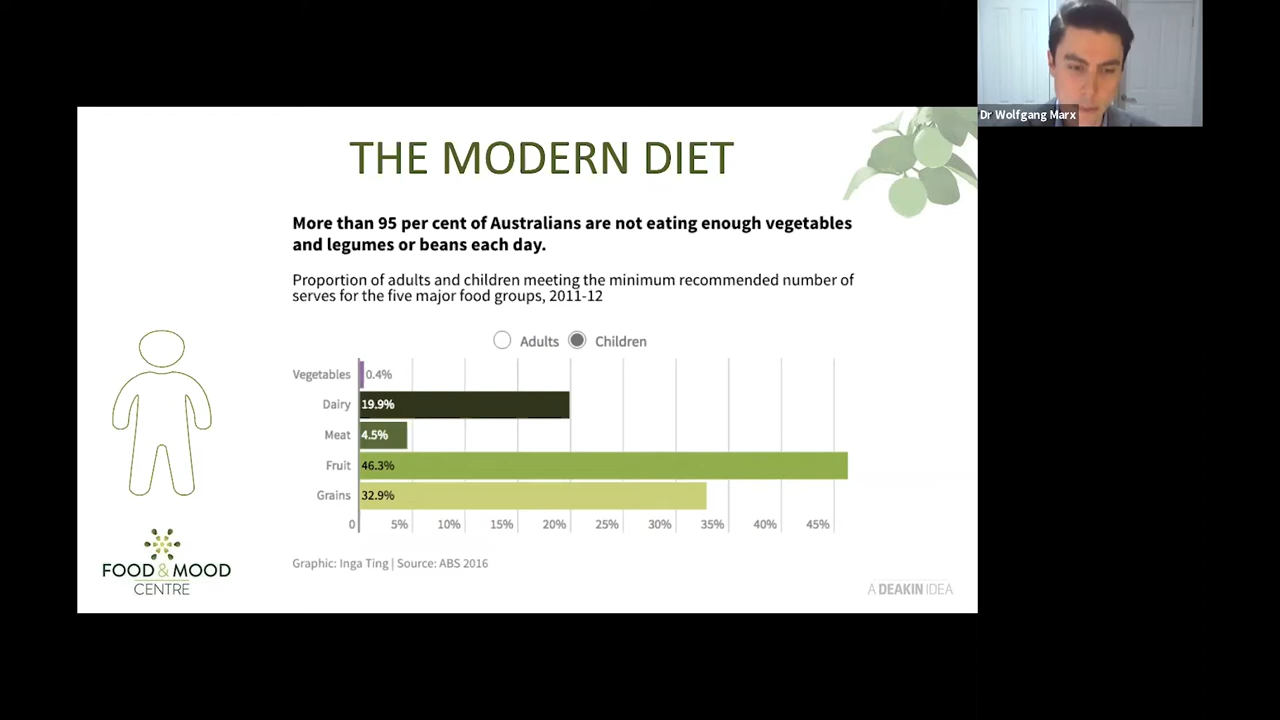 Dr Wolfgang Marx
THE MODERN DIET
More than 95 per cent of Australians are not eating enough vegetables
and legumes or beans each day.
Proportion of adults and children meeting the minimum recommended number of
serves for the five major food groups, 2011-12
Adults Children
Vegetables 0.4%
Dairy 19.9%
Meat 4.5%
Fruit 46.3%
Grains 32.9%
0 5% 10% 15% 20% 25% 30% 35% 40% 45%
Graphic: Inga Ting | Source: ABS 2016
FOOD & MOOD
CENTRE
A DEAKIN IDEA